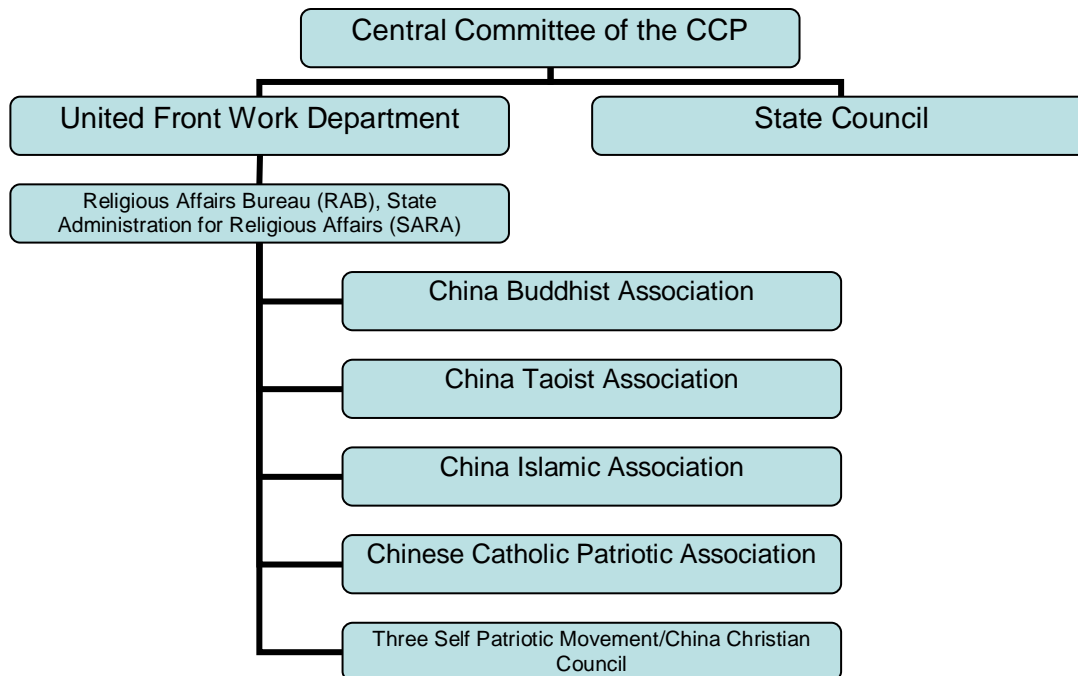 Central Committee of the CCP
United Front Work Department
State Council
Religious Affairs Bureau (RAB), State
Administration for Religious Affairs (SARA)
China Buddhist Association
China Taoist Association
China Islamic Association
Chinese Catholic Patriotic Association
Three Self Patriotic Movement/China Christian
Council